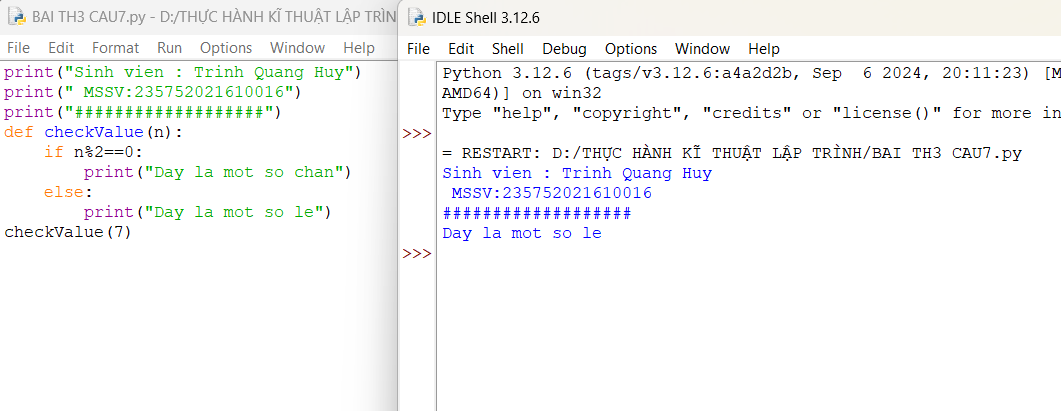 BAI TH3 CAU7.py - D:/THỰC HÀNH KĨ THUẬT LẬP TRÌN
File Edit Format Run Options Window Help
print("Sinh vien : Trinh Quang Huy")
print(" MSSV:235752021610016")
print("###################")
def checkValue(n):
    if n%2==0:
        print("Day la mot so chan")
    else:
        print("Day la mot so le")
checkValue(7)
IDLE Shell 3.12.6
File Edit Shell Debug Options Window Help
Python 3.12.6 (tags/v3.12.6:a4a2d2b, Sep  6 2024, 20:11:23) [M
AMD64)] on win32
Type "help", "copyright", "credits" or "license()" for more in
>>>
= RESTART: D:/THỰC HÀNH KĨ THUẬT LẬP TRÌNH/BAI TH3 CAU7.py
Sinh vien : Trinh Quang Huy
 MSSV:235752021610016
###################
Day la mot so le
>>>